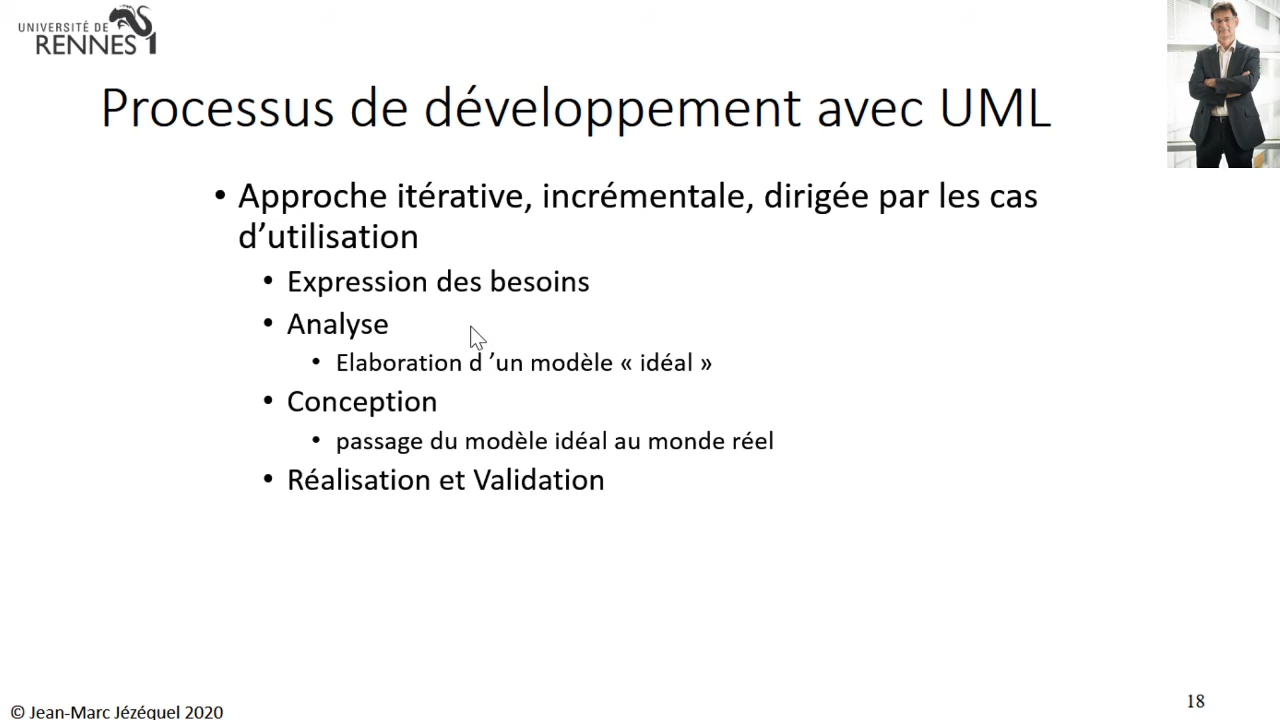 UNIVERSITÉ DE
RENNES 1
Processus de développement avec UML
• Approche itérative, incrémentale, dirigée par les cas
d’utilisation
• Expression des besoins
• Analyse
• Elaboration d ’un modèle « idéal »
• Conception
• passage du modèle idéal au monde réel
• Réalisation et Validation
18
© Jean-Marc Jézéquel 2020